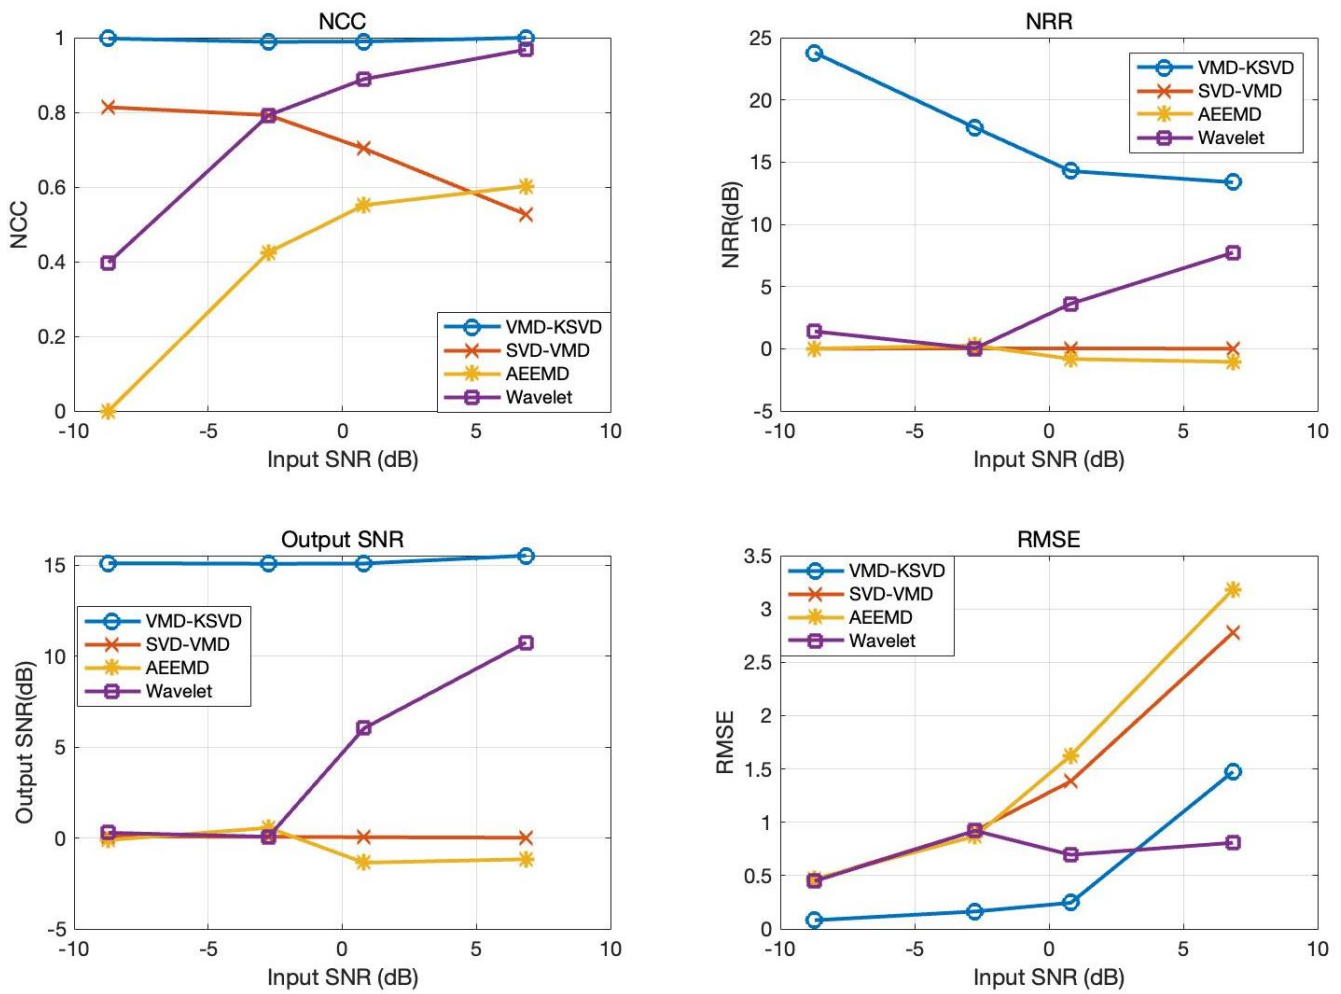 NCC
1
0.8
0.6
0.4
0.2
0
NCC
-10 -5 0 5 10
Input SNR (dB)
VMD-KSVD
SVD-VMD
AEEMD
Wavelet
NRR
25
20
15
10
5
0
-5
NRR(dB)
-10 -5 0 5 10
Input SNR (dB)
VMD-KSVD
SVD-VMD
AEEMD
Wavelet
Output SNR
15
10
5
0
-5
Output SNR(dB)
-10 -5 0 5 10
Input SNR (dB)
VMD-KSVD
SVD-VMD
AEEMD
Wavelet
RMSE
3.5
3
2.5
2
1.5
1
0.5
0
RMSE
-10 -5 0 5 10
Input SNR (dB)
VMD-KSVD
SVD-VMD
AEEMD
Wavelet